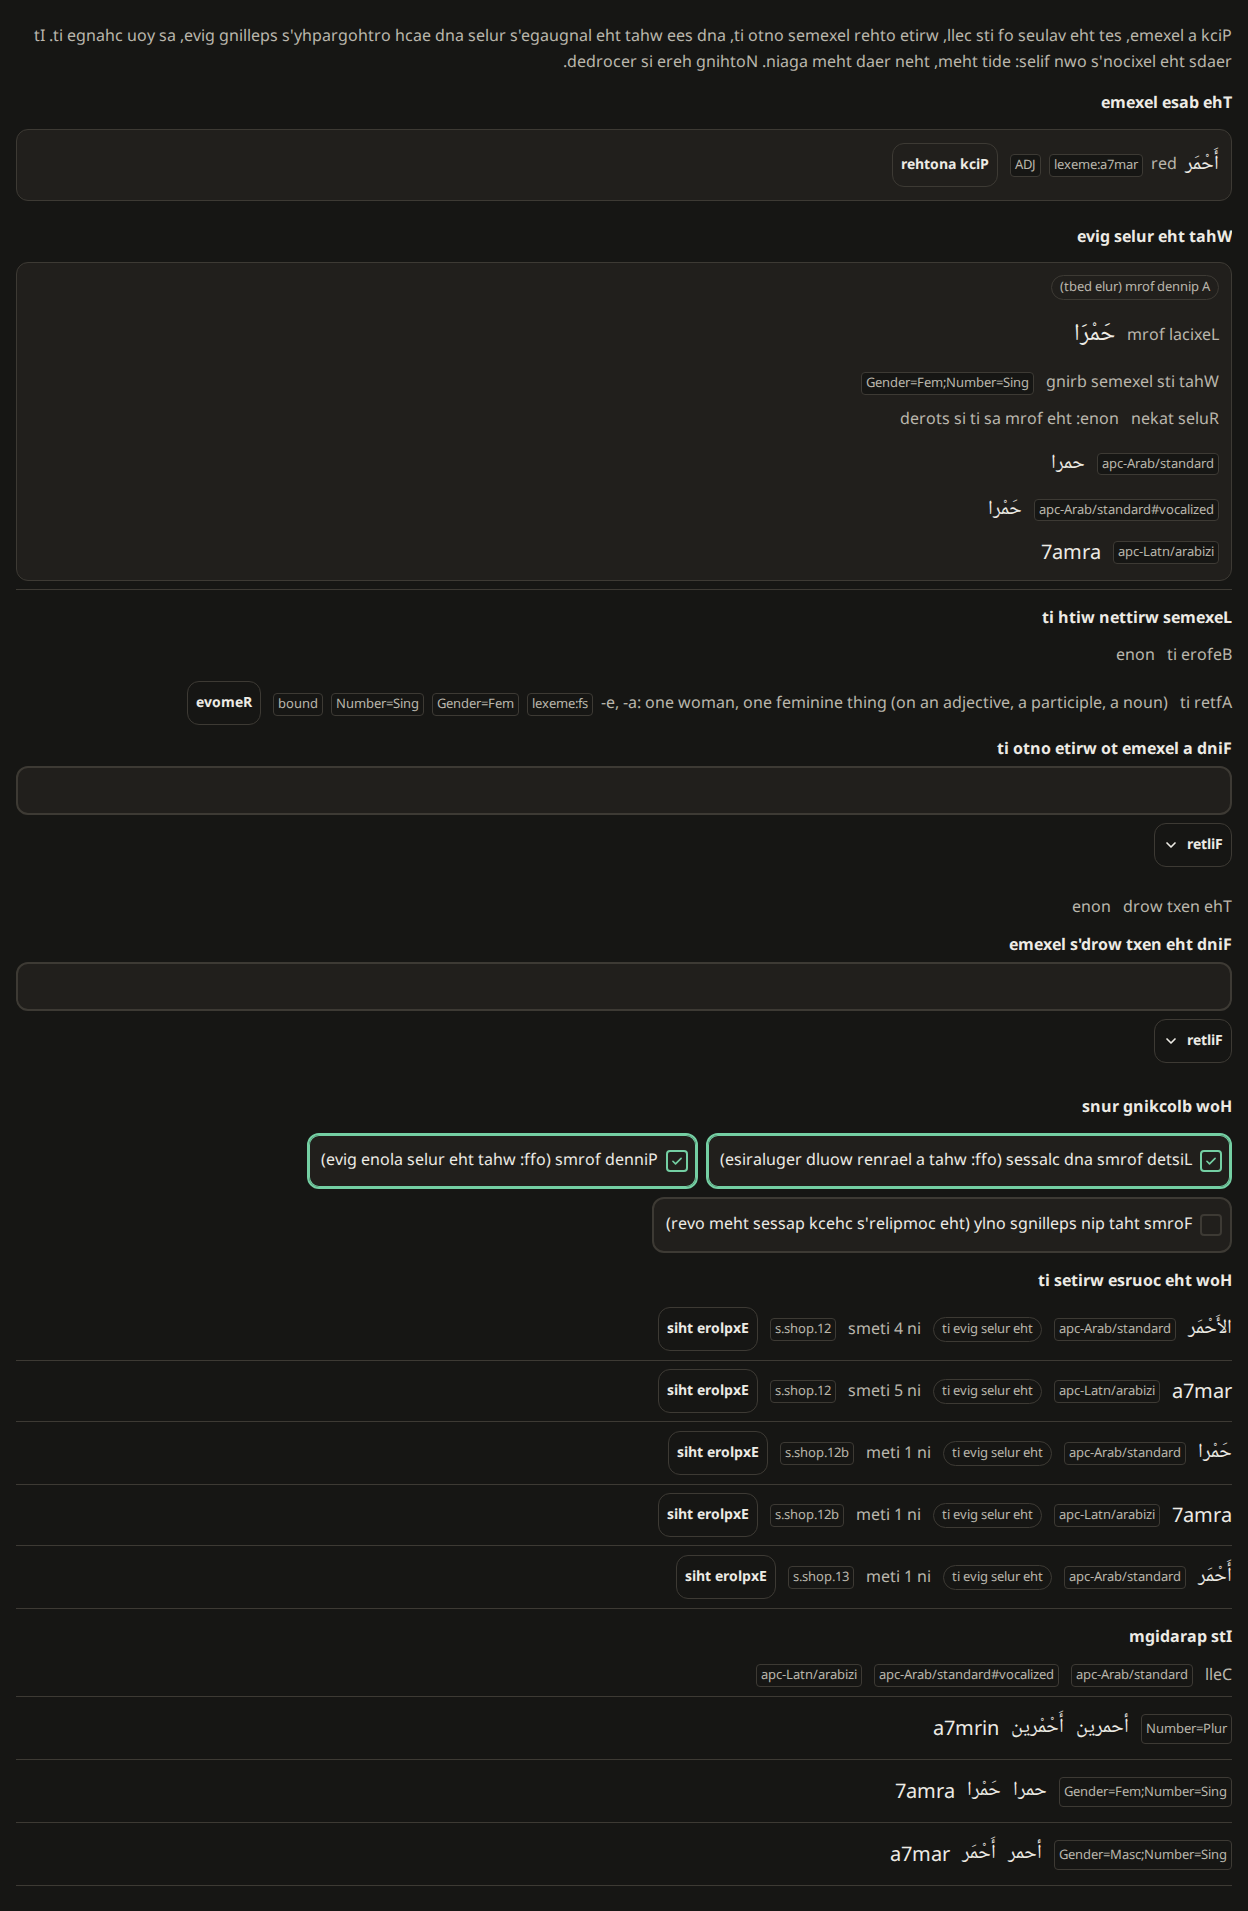 tI .ti egnahc uoy sa ,evig gnilleps s'yhpargohtro hcae dna selur s'egaugnal eht tahw ees dna ,ti otno semexel rehto etirw ,llec sti fo seulav eht tes ,emexel a kciP
.dedrocer si ereh gnihtoN .niaga meht daer neht ,meht tide :elif nwo s'nocixel eht sdaer
emexel esab ehT
أَحْمَر red lexeme:a7mar ADJ rehtona kciP
evig selur eht tahW
(tbed elur) mrof dennip A
mrof lacixeL حَمْرَا
gnirb semexel sti tahW Gender=Fem;Number=Sing
nekat seluR derots si ti sa mrof eht :enon
apc-Arab/standard حمرا
apc-Arab/standard#vocalized حَمْرا
apc-Latn/arabizi 7amra
ti htiw nettirw semexeL
ti erofeB enon
ti retfA -e, -a: one woman, one feminine thing (on an adjective, a participle, a noun) lexeme:fs Gender=Fem Number=Sing bound evomeR
ti otno etirw ot emexel a dniF
retliF
drow txen ehT enon
emexel s'drow txen eht dniF
retliF
snur gnikcolb woH
(esiraluger dluow renrael a tahw :ffo) sessalc dna smrof detsiL
(evig enola selur eht tahw :ffo) smrof denniP
(revo meht sessap kcehc s'relipmoc eht) ylno sgnilleps nip taht smroF
ti setirw esruoc eht woH
الأَحْمَر apc-Arab/standard ti evig selur eht smeti 4 ni s.shop.12 siht erolpxE
a7mar apc-Latn/arabizi ti evig selur eht smeti 5 ni s.shop.12 siht erolpxE
حَمْرا apc-Arab/standard ti evig selur eht meti 1 ni s.shop.12b siht erolpxE
7amra apc-Latn/arabizi ti evig selur eht meti 1 ni s.shop.12b siht erolpxE
أَحْمَر apc-Arab/standard ti evig selur eht meti 1 ni s.shop.13 siht erolpxE
mgidarap stI
lleC apc-Arab/standard apc-Arab/standard#vocalized apc-Latn/arabizi
Number=Plur أحمرين أَحْمْرين a7mrin
Gender=Fem;Number=Sing حمرا حَمْرا 7amra
Gender=Masc;Number=Sing أحمر أَحْمَر a7mar